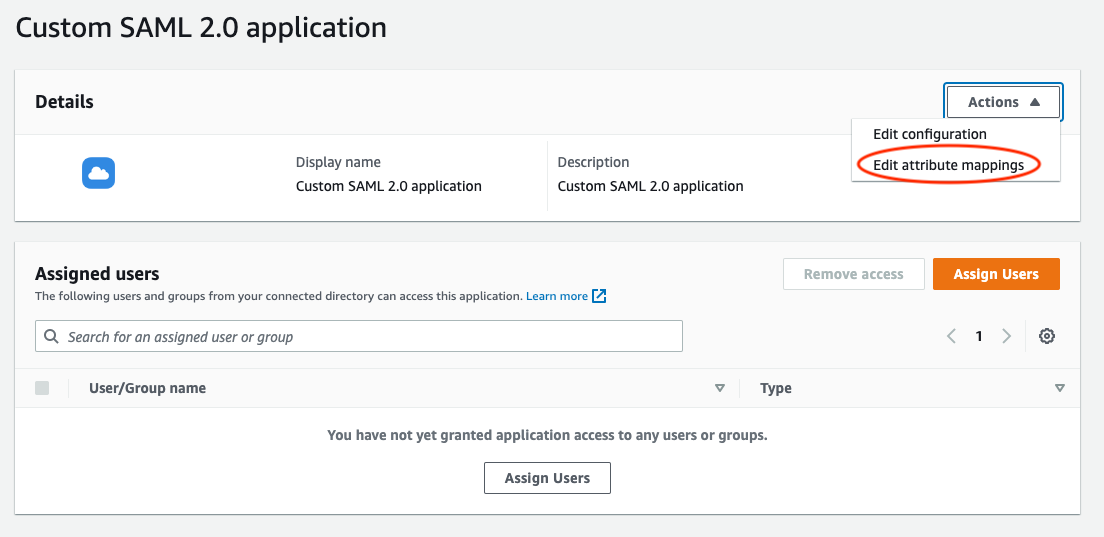 Custom SAML 2.0 application
Details
Actions
Edit configuration
Edit attribute mappings
Display name
Custom SAML 2.0 application
Description
Custom SAML 2.0 application
Assigned users
The following users and groups from your connected directory can access this application. Learn more
Remove access
Assign Users
Search for an assigned user or group
1
User/Group name
Type
You have not yet granted application access to any users or groups.
Assign Users